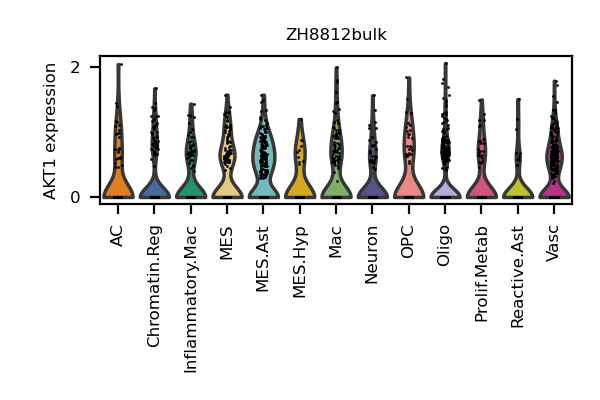 ZH8812bulk
AKT1 expression
2
0
AC
Chromatin.Reg
Inflammatory.Mac
MES
MES.Ast
MES.Hyp
Mac
Neuron
OPC
Oligo
Prolif.Metab
Reactive.Ast
Vasc